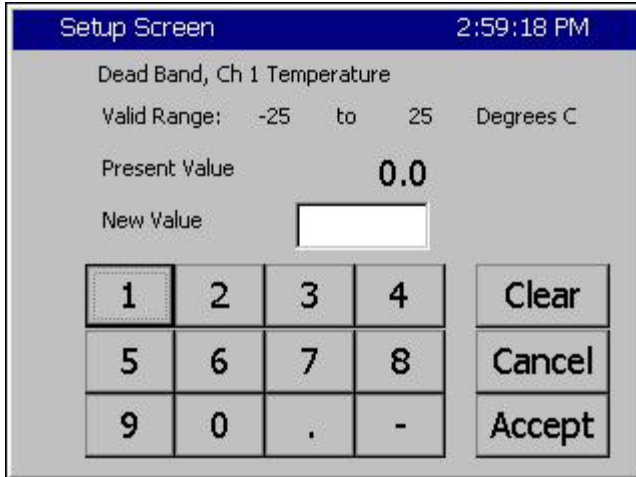 Setup Screen 2:59:18 PM
Dead Band, Ch 1 Temperature
Valid Range: -25 to 25 Degrees C
Present Value 0.0
New Value
1 2 3 4 Clear
5 6 7 8 Cancel
9 0 . - Accept